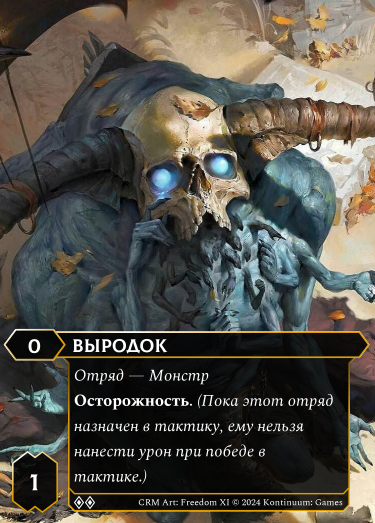 0 ВЫРОДОК
Отряд — Монстр
Осторожность. (Пока этот отряд
назначен в тактику, ему нельзя
нанести урон при победе в
тактике.)
1
CRM Art: Freedom XI © 2024 Kontinuum: Games